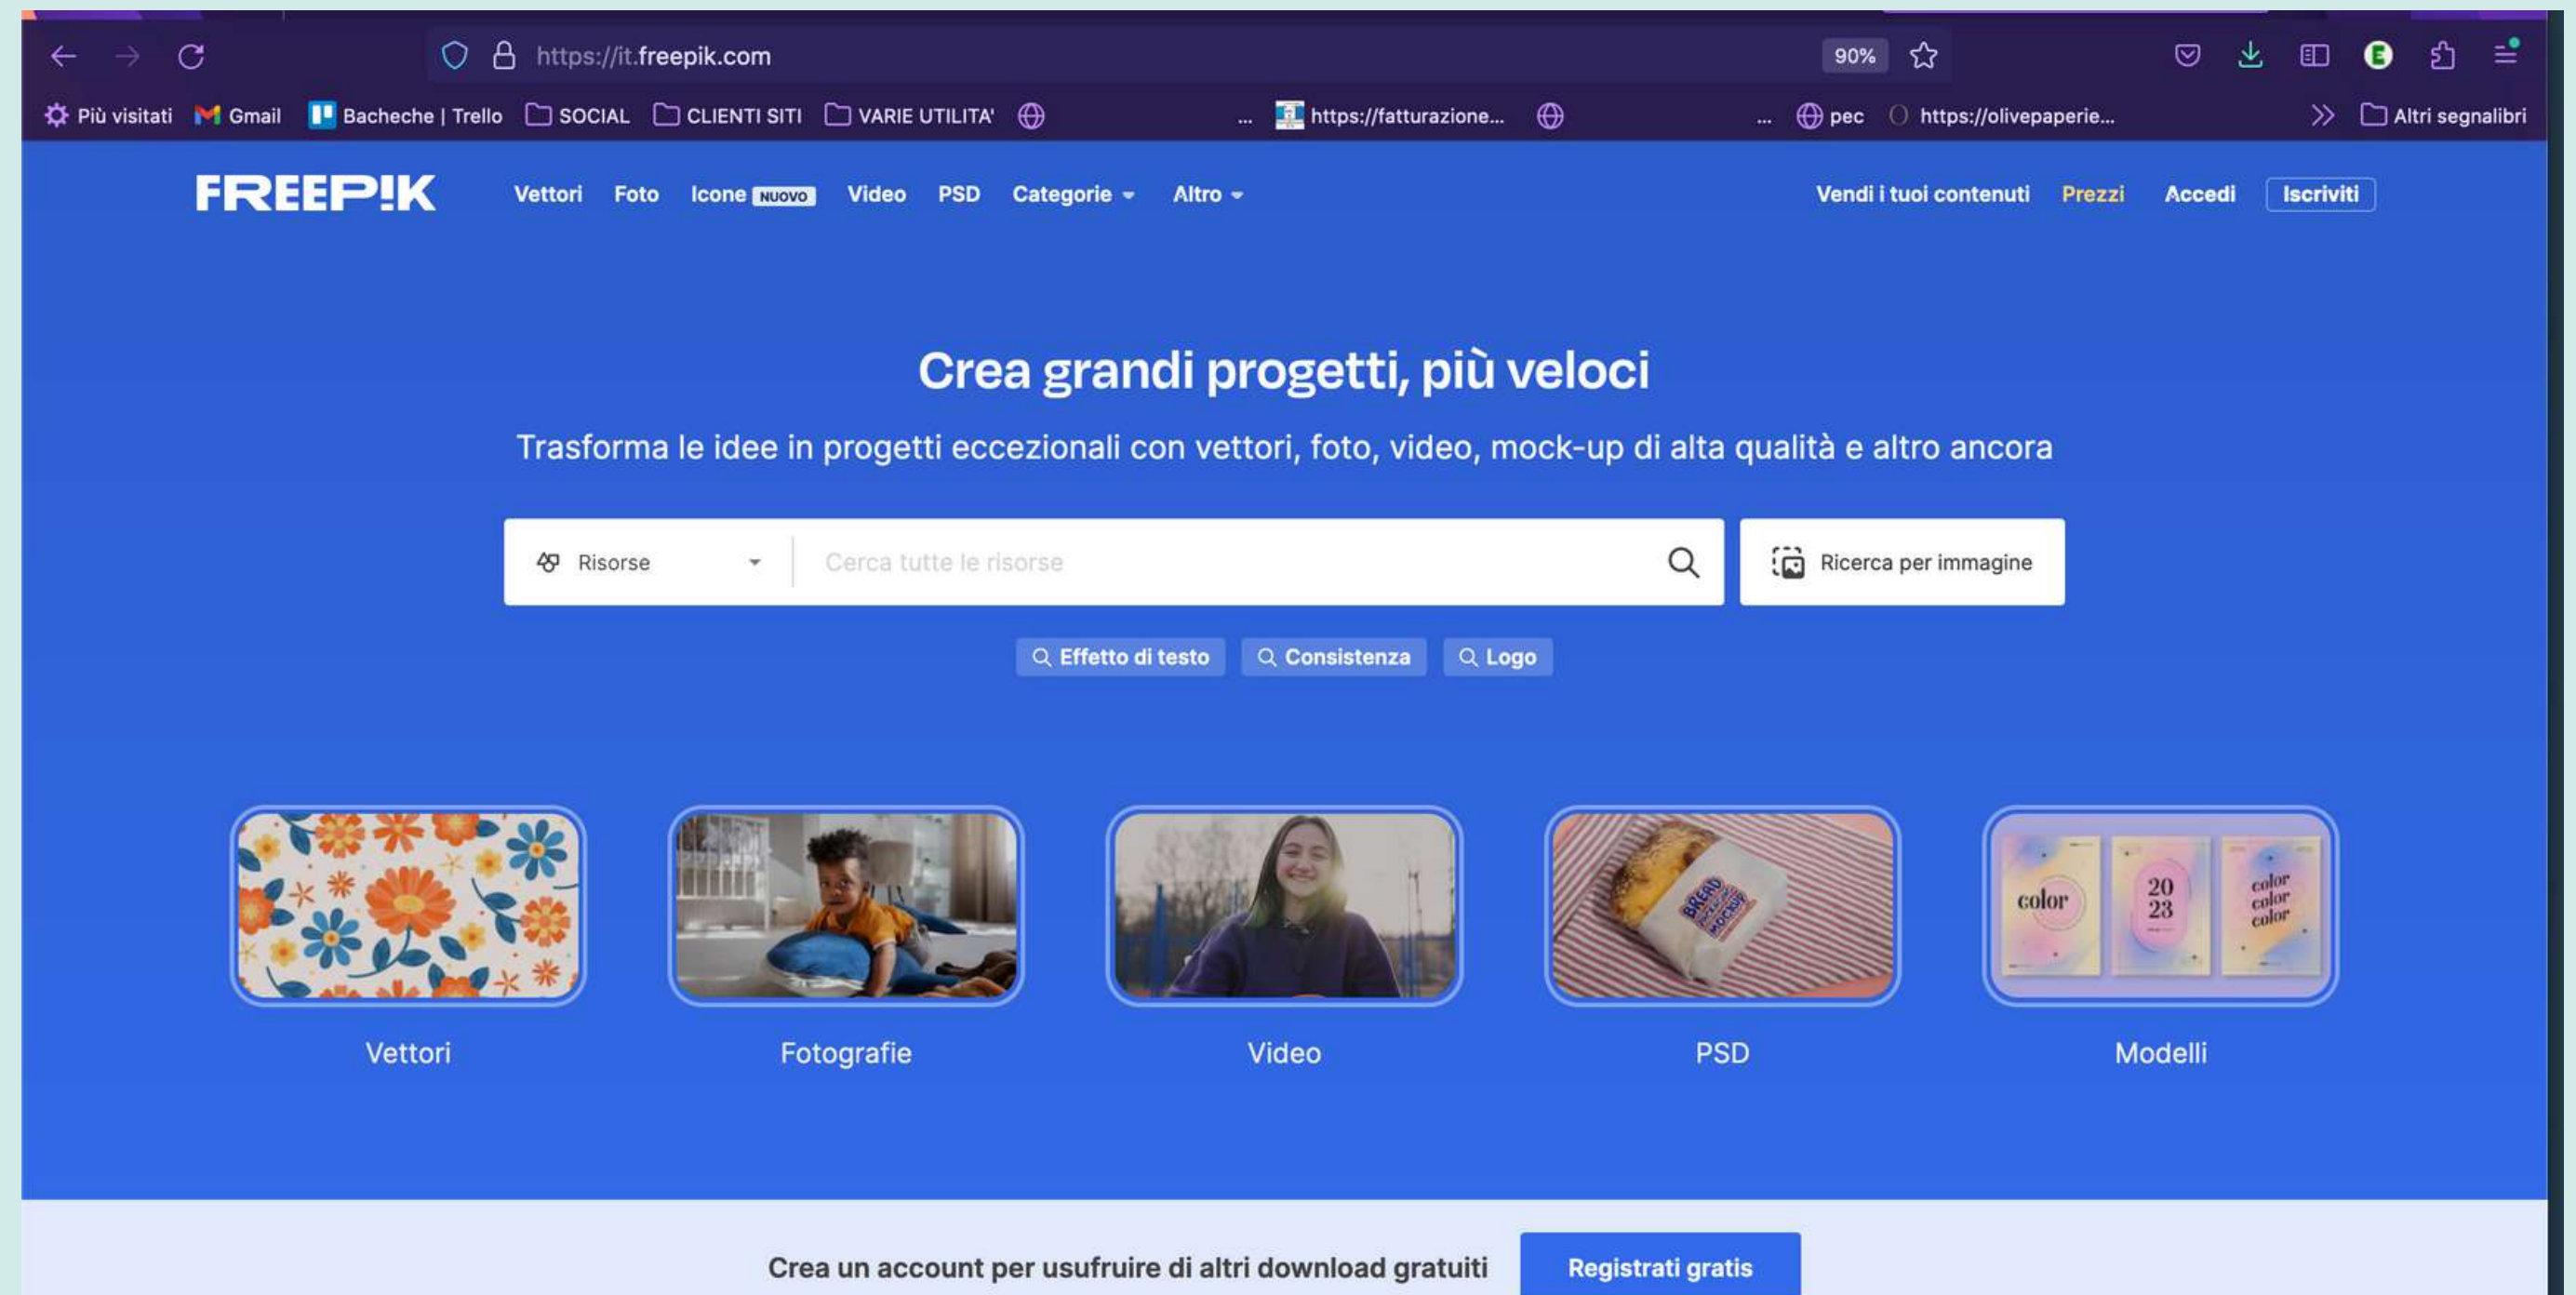 https://it.freepik.com 90%
Più visitati Gmail Bacheche | Trello SOCIAL CLIENTI SITI VARIE UTILITA' ... https://fatturazione... ... pec https://olivepaperie... Altri segnalibri
FREEP!K Vettori Foto Icone NUOVO Video PSD Categorie Altro Vendi i tuoi contenuti Prezzi Accedi Iscriviti
Crea grandi progetti, più veloci
Trasforma le idee in progetti eccezionali con vettori, foto, video, mock-up di alta qualità e altro ancora
Risorse Cerca tutte le risorse Ricerca per immagine
Effetto di testo Consistenza Logo
BREAD
PACKAGING
MOCKUP
color
20
23
color
color
color
Vettori Fotografie Video PSD Modelli
Crea un account per usufruire di altri download gratuiti Registrati gratis